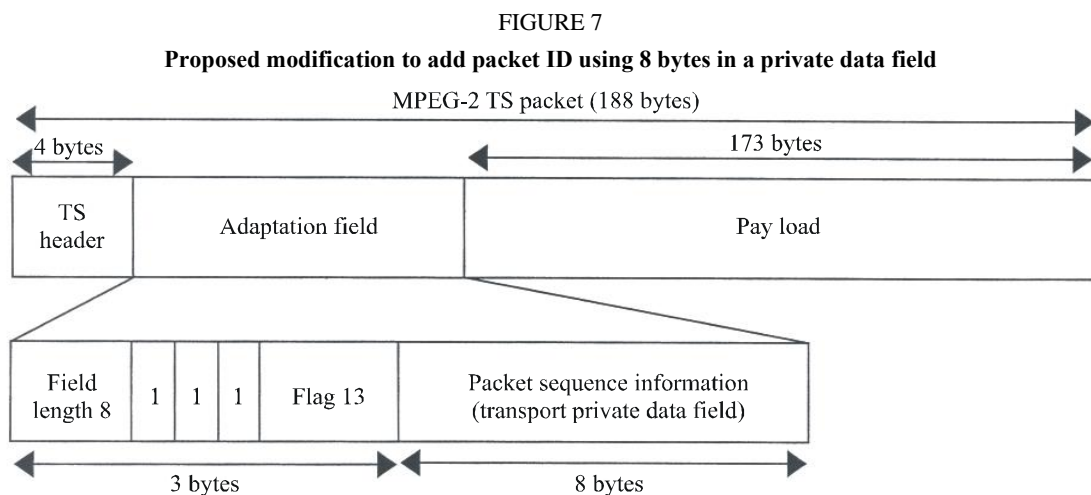 FIGURE 7
Proposed modification to add packet ID using 8 bytes in a private data field
MPEG-2 TS packet (188 bytes)
4 bytes
173 bytes
TS
header
Adaptation field
Pay load
Field
length 8
1
1
1
Flag 13
Packet sequence information
(transport private data field)
3 bytes
8 bytes